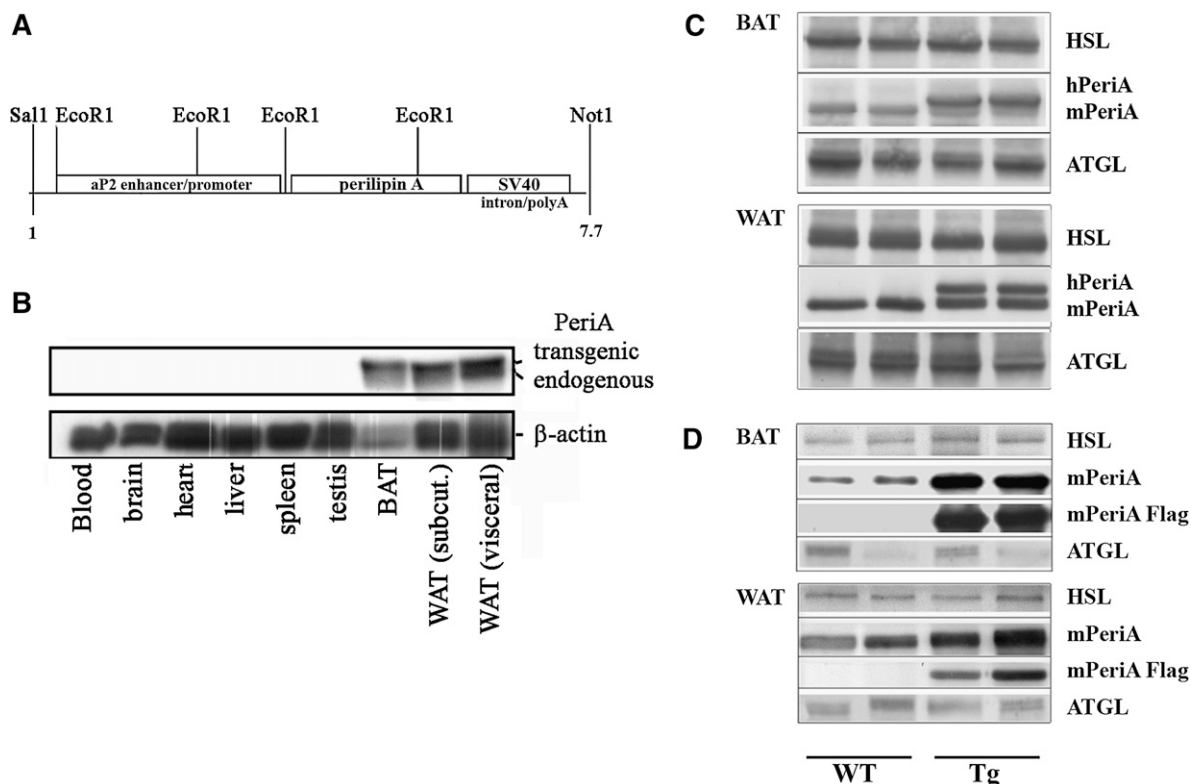 A
Sal1 EcoR1 EcoR1 EcoR1 EcoR1 Not1
aP2 enhancer/promoter perilipin A SV40
intron/polyA
1 7.7
B
PeriA
transgenic
endogenous
β-actin
Blood
brain
heart
liver
spleen
testis
BAT
WAT (subcut.)
WAT (visceral)
C
BAT
HSL
hPeriA
mPeriA
ATGL
WAT
HSL
hPeriA
mPeriA
ATGL
D
BAT
HSL
mPeriA
mPeriA Flag
ATGL
WAT
HSL
mPeriA
mPeriA Flag
ATGL
WT Tg